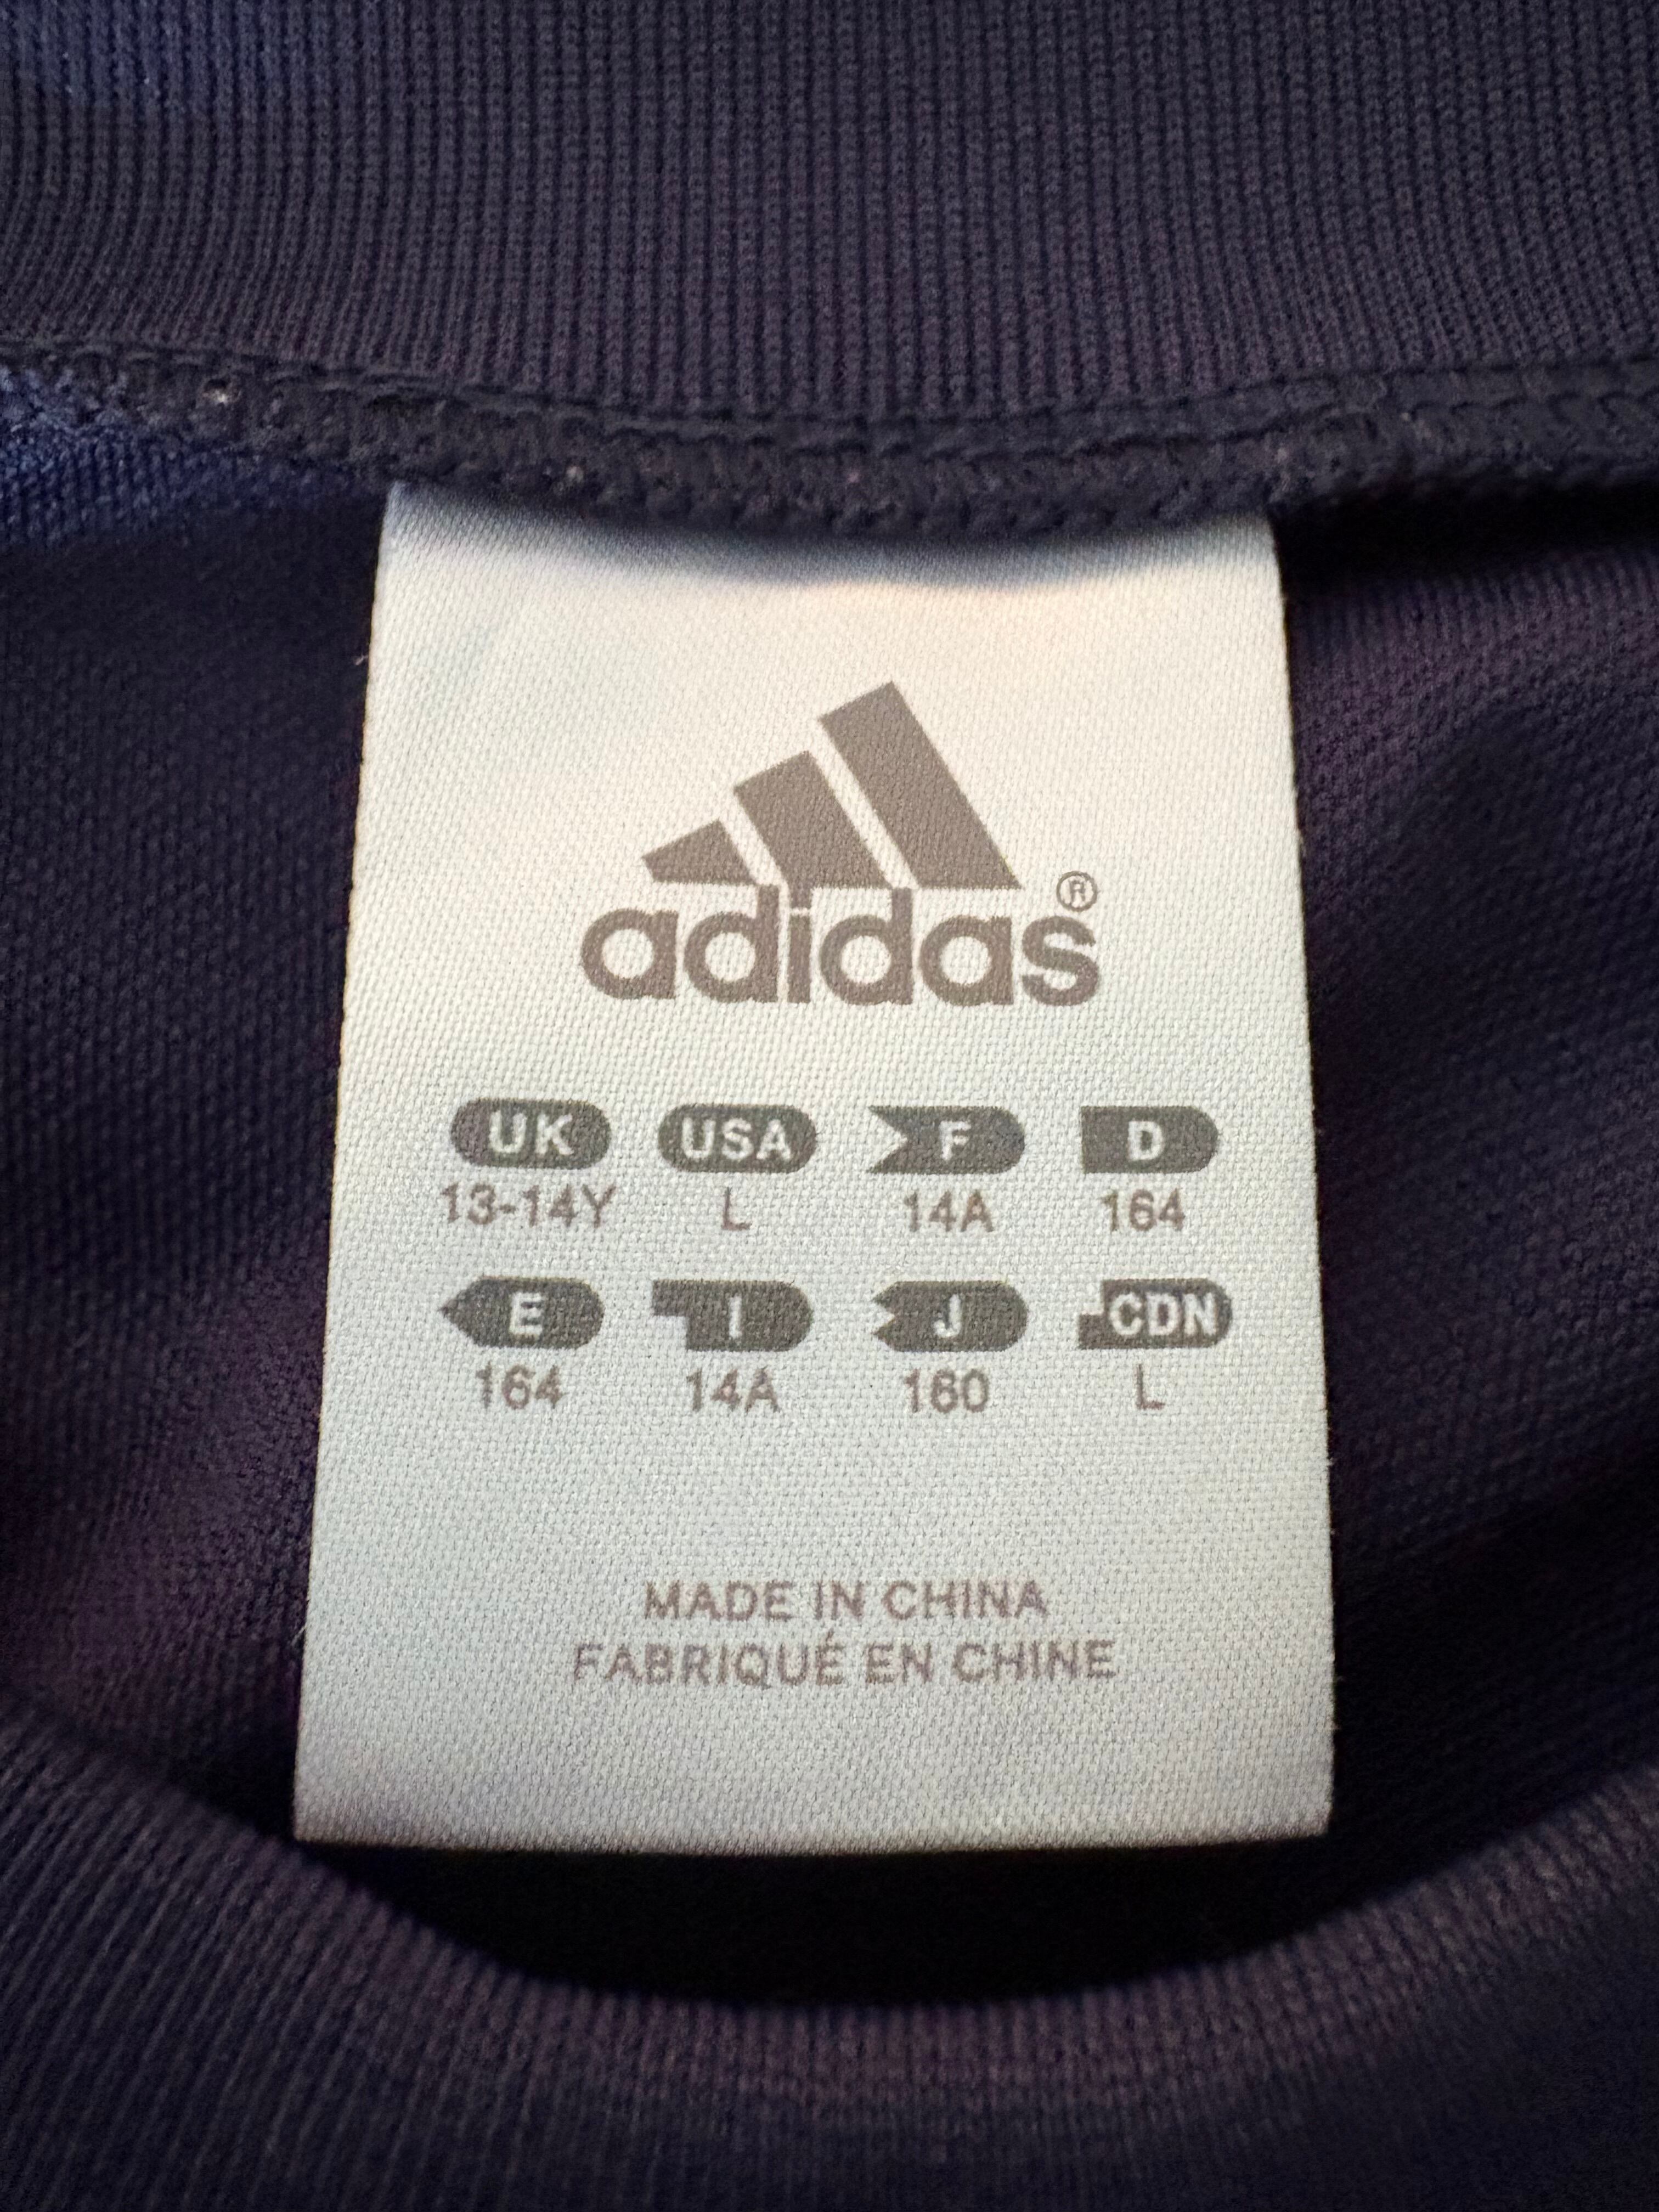 adidas®
UK USA F D
13-14Y L 14A 164
E I J CDN
164 14A 160 L
MADE IN CHINA
FABRIQUÉ EN CHINE